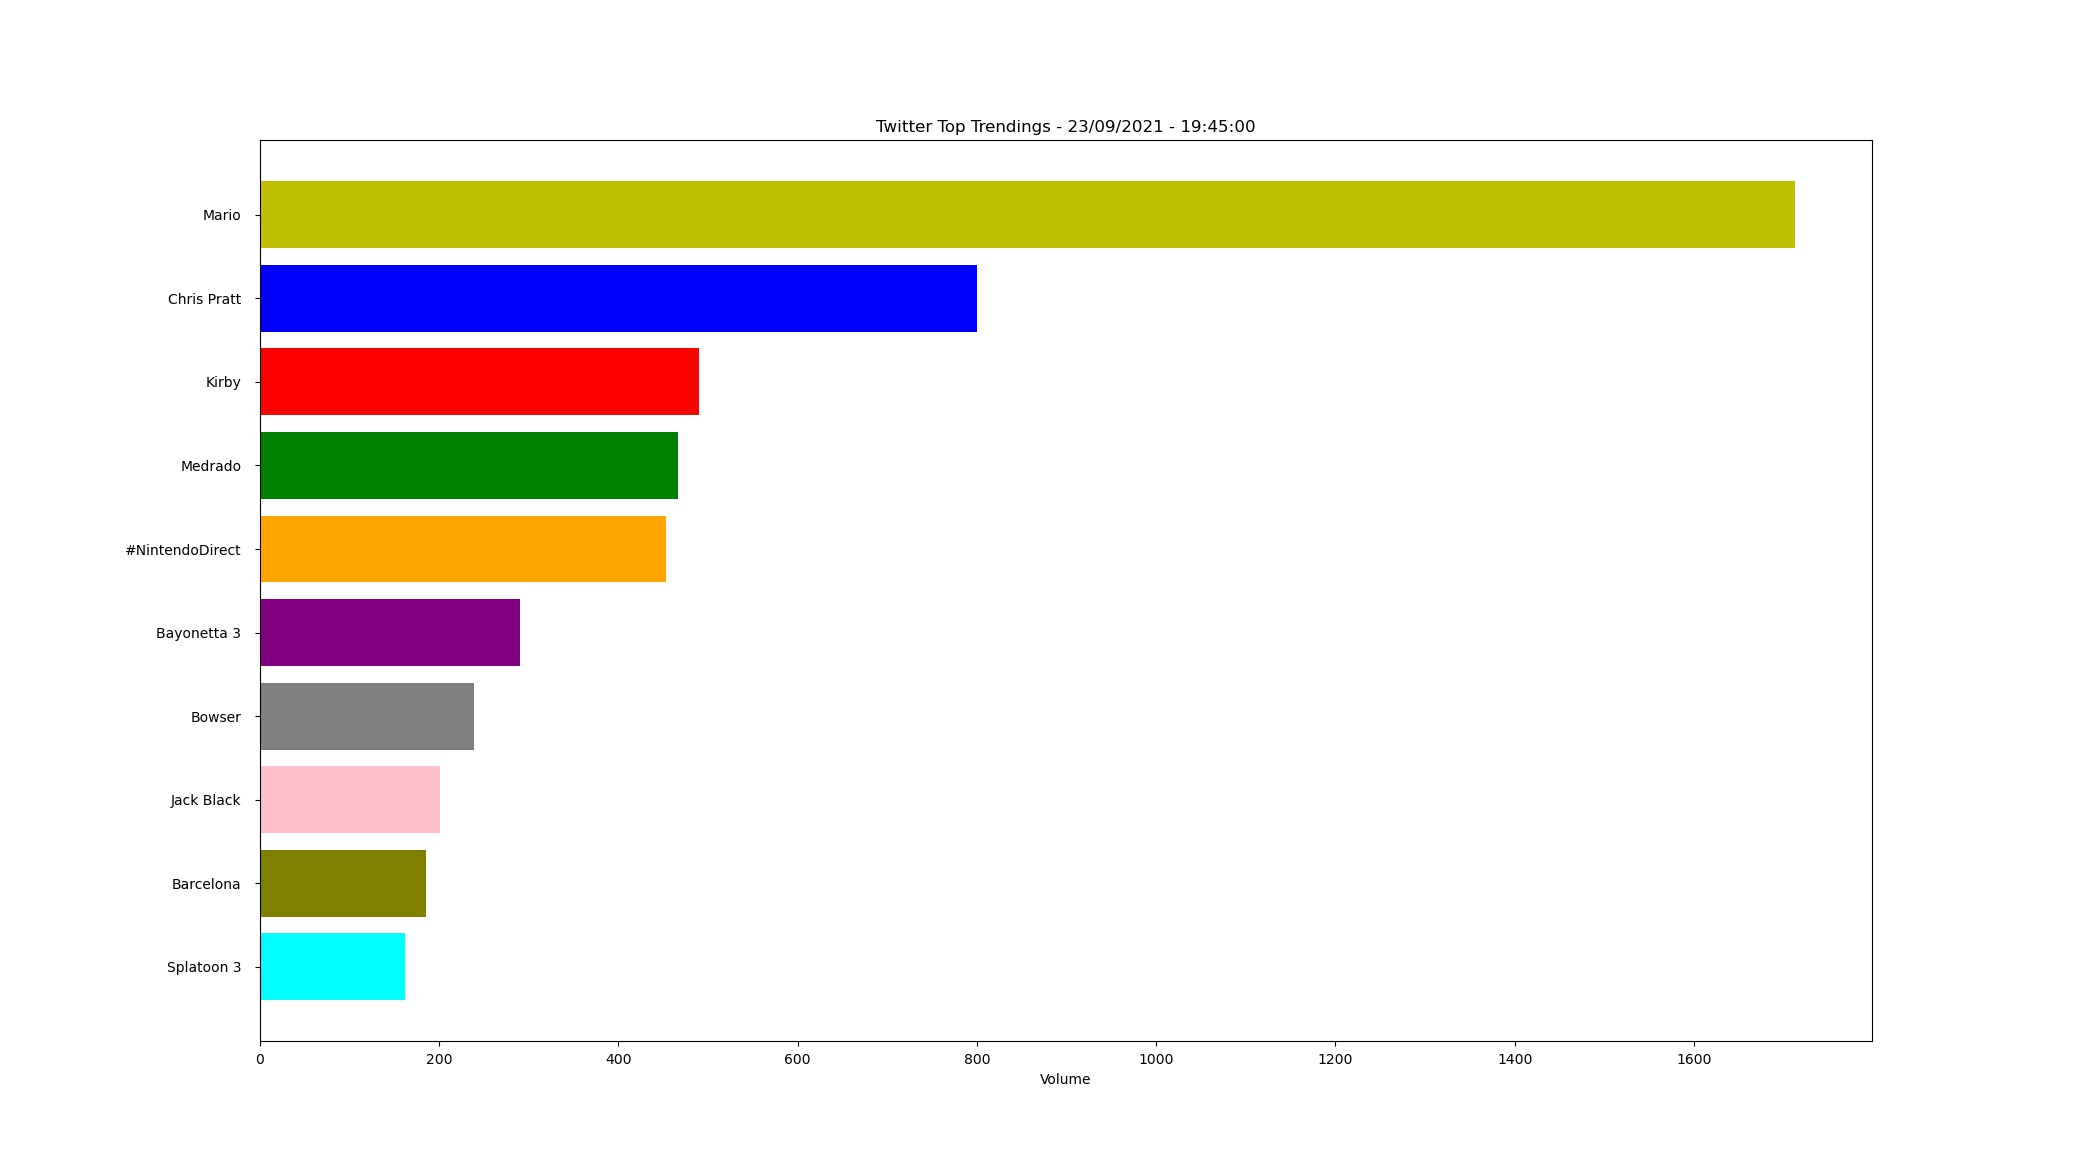 Twitter Top Trendings - 23/09/2021 - 19:45:00
Mario
Chris Pratt
Kirby
Medrado
#NintendoDirect
Bayonetta 3
Bowser
Jack Black
Barcelona
Splatoon 3
0 200 400 600 800 1000 1200 1400 1600
Volume